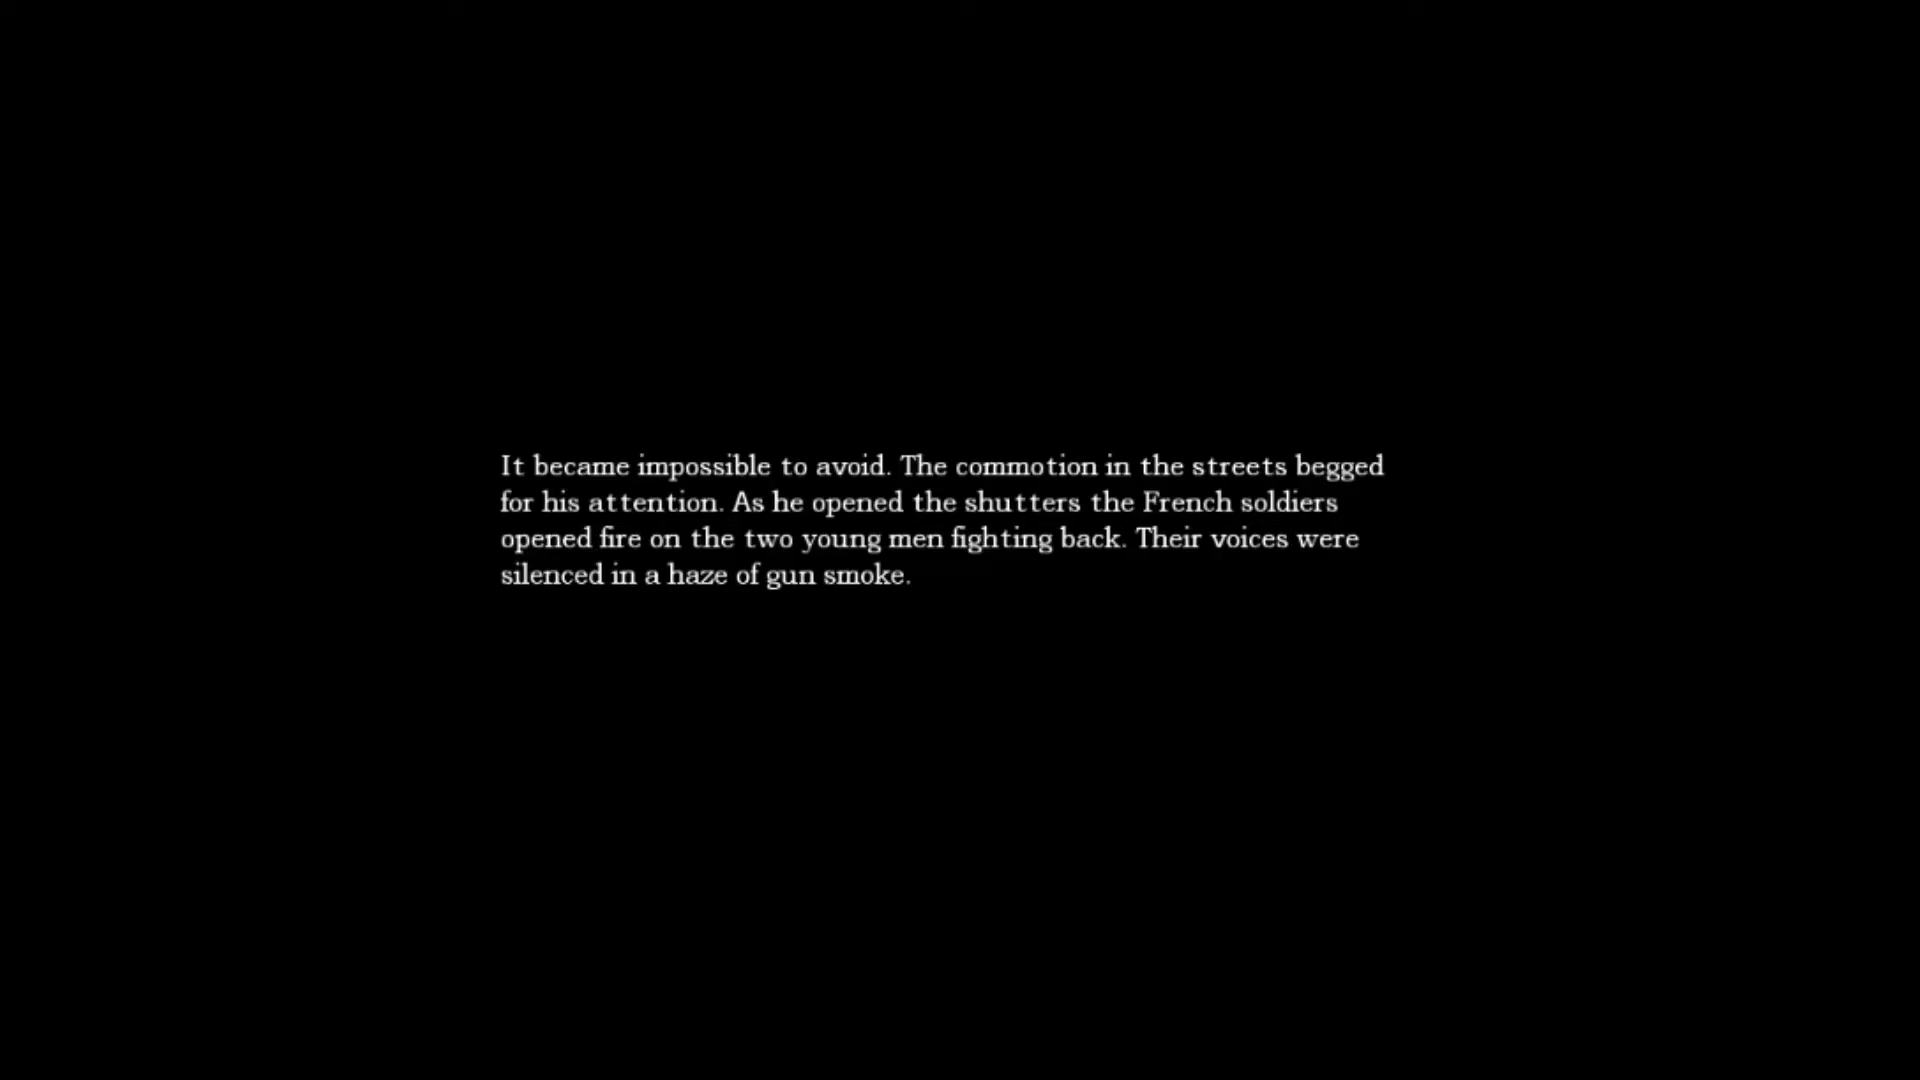 It became impossible to avoid. The commotion in the streets begged
for his attention. As he opened the shutters the French soldiers
opened fire on the two young men fighting back. Their voices were
silenced in a haze of gun smoke.